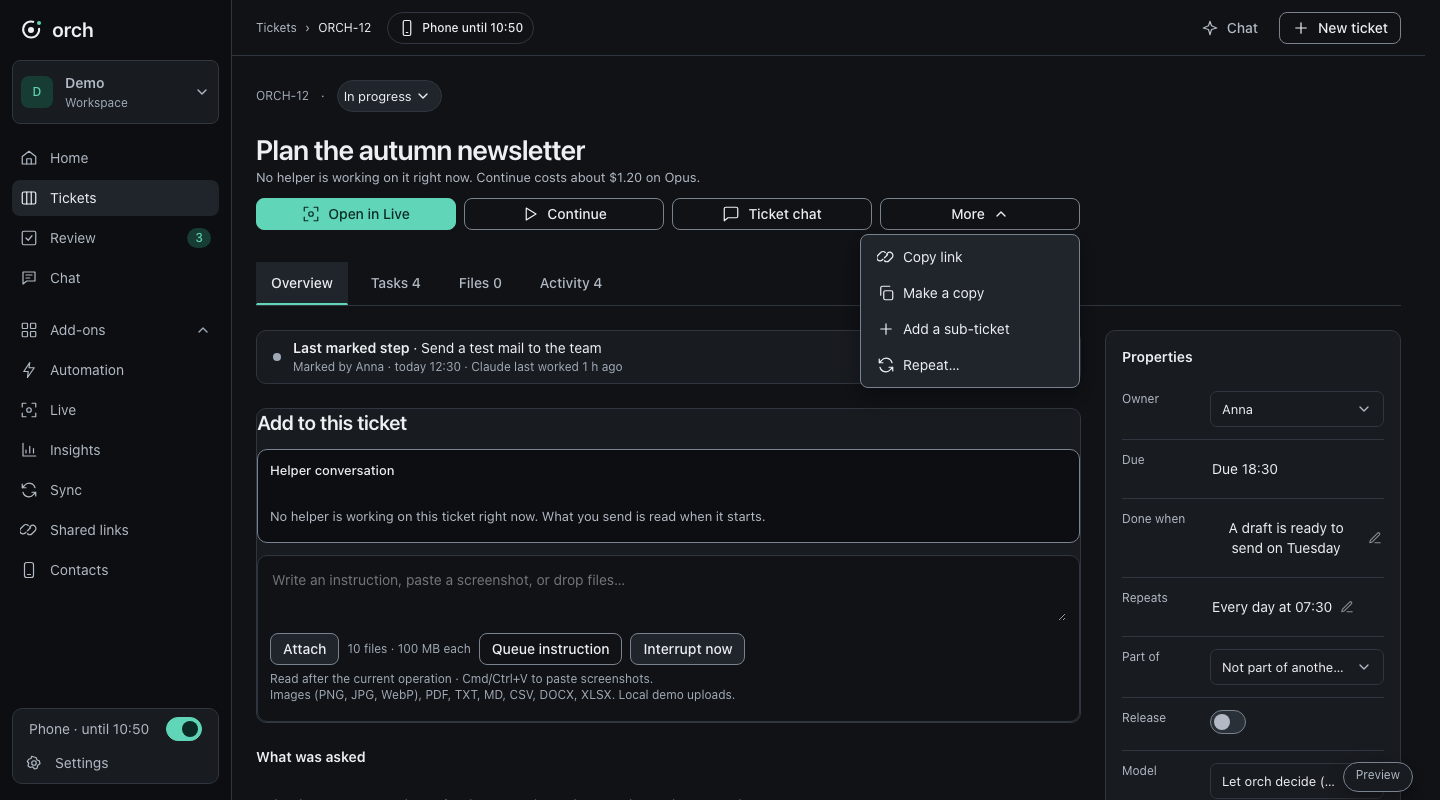 orch
Tickets › ORCH-12
Phone until 10:50
Chat
New ticket
D
Demo
Workspace
Home
Tickets
Review
3
Chat
Add-ons
Automation
Live
Insights
Sync
Shared links
Contacts
Phone · until 10:50
Settings
ORCH-12 · In progress
Plan the autumn newsletter
No helper is working on it right now. Continue costs about $1.20 on Opus.
Open in Live
Continue
Ticket chat
More
Copy link
Make a copy
Add a sub-ticket
Repeat…
Overview
Tasks 4
Files 0
Activity 4
Last marked step · Send a test mail to the team
Marked by Anna · today 12:30 · Claude last worked 1 h ago
Add to this ticket
Helper conversation
No helper is working on this ticket right now. What you send is read when it starts.
Write an instruction, paste a screenshot, or drop files…
Attach
10 files · 100 MB each
Queue instruction
Interrupt now
Read after the current operation · Cmd/Ctrl+V to paste screenshots.
Images (PNG, JPG, WebP), PDF, TXT, MD, CSV, DOCX, XLSX. Local demo uploads.
What was asked
Properties
Owner
Anna
Due
Due 18:30
Done when
A draft is ready to
send on Tuesday
Repeats
Every day at 07:30
Part of
Not part of anothe…
Release
Model
Let orch decide (…
Preview